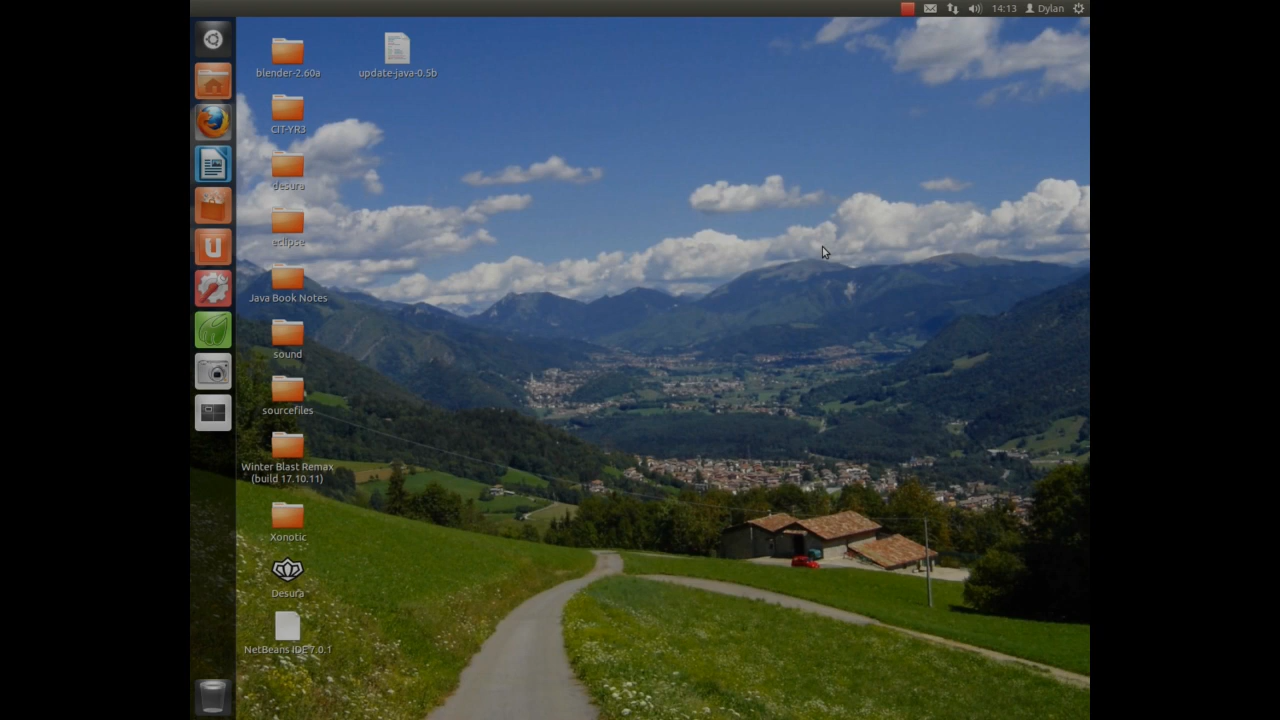 14:13 Dylan
blender-2.60a
update-java-0.5b
CIT-YR3
desura
eclipse
Java Book Notes
sound
sourcefiles
Winter Blast Remax
(build 17.10.11)
Xonotic
Desura
NetBeans IDE 7.0.1